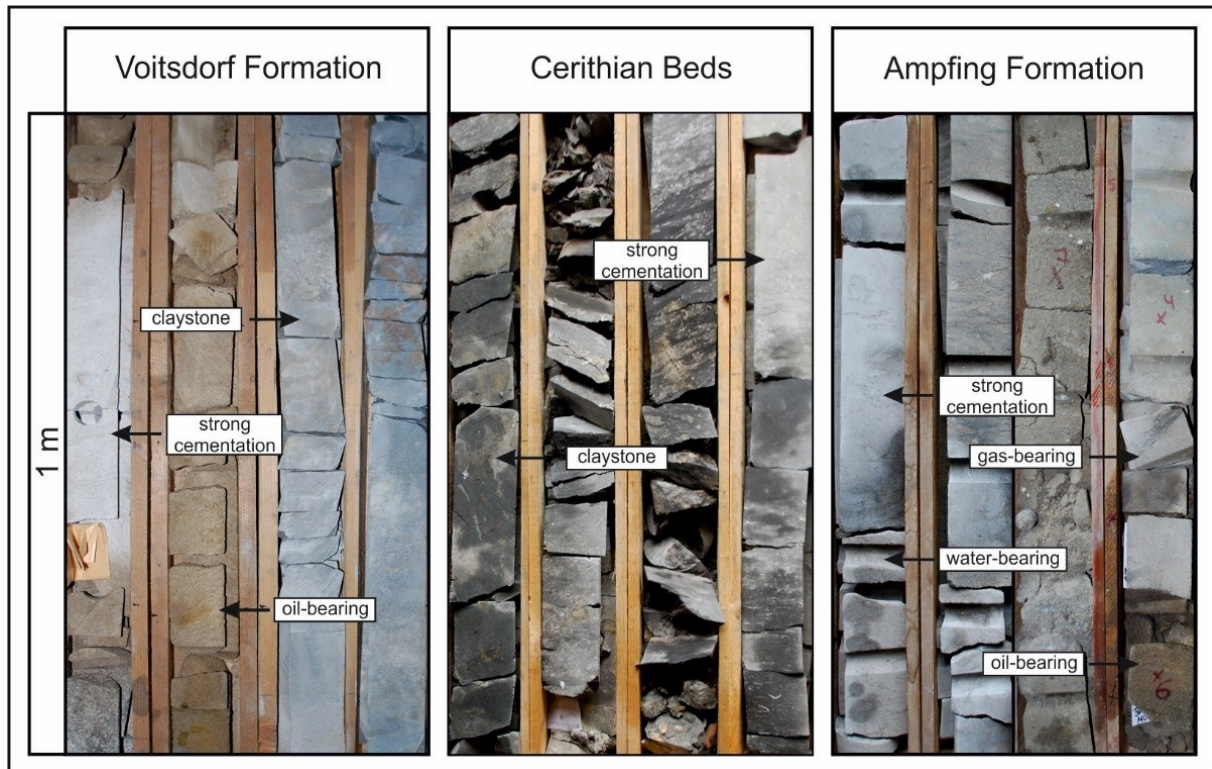 Voitsdorf Formation
Cerithian Beds
Ampfing Formation
1 m
claystone
strong
cementation
oil-bearing
strong
cementation
claystone
strong
cementation
gas-bearing
water-bearing
oil-bearing